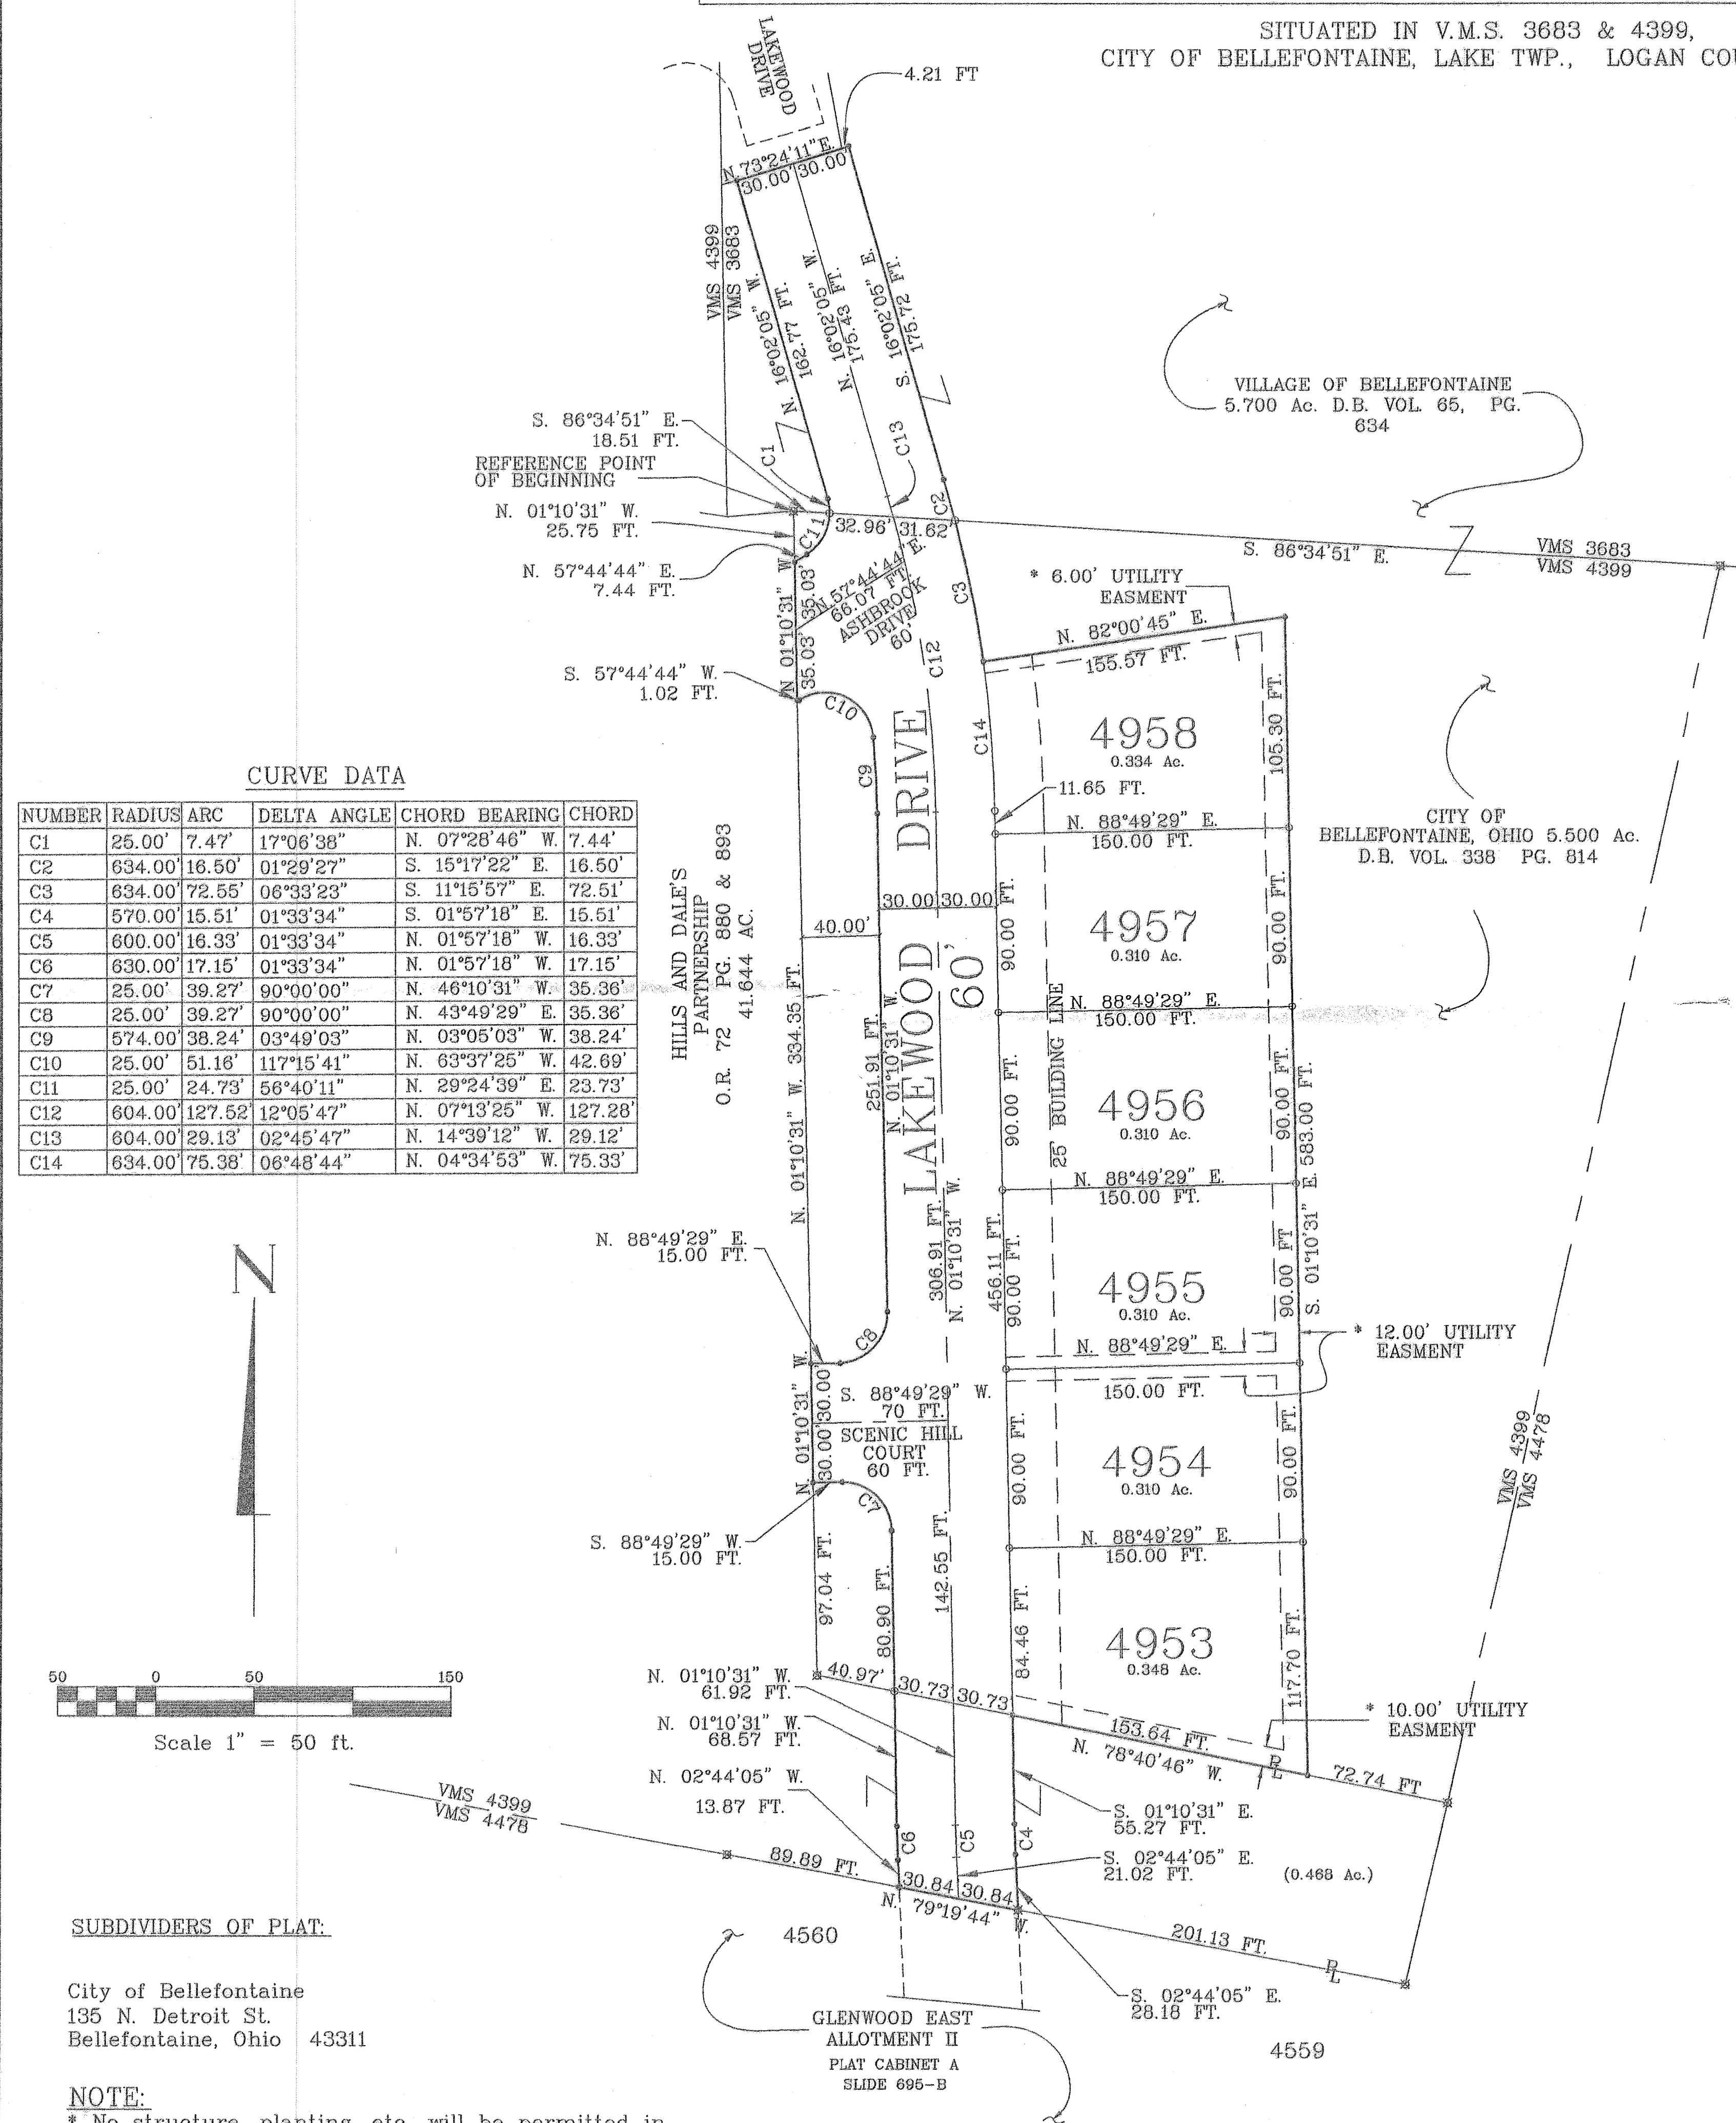 SITUATED IN V.M.S. 3683 & 4399,
CITY OF BELLEFONTAINE, LAKE TWP., LOGAN COU
LAKEWOOD
DRIVE
4.21 FT
N. 73°24'11" E.
30.00' 30.00'
VMS 4399
VMS 3683
N. 16°02'05" W.
162.77 FT.
N. 16°02'05" W.
175.43 FT.
S. 16°02'05" E.
175.72 FT.
VILLAGE OF BELLEFONTAINE
5.700 Ac. D.B. VOL. 65, PG.
634
S. 86°34'51" E.
18.51 FT.
C1
C13
C2
REFERENCE POINT
OF BEGINNING
N. 01°10'31" W.
25.75 FT.
C11
32.96' 31.62'
S. 86°34'51" E.
VMS 3683
VMS 4399
N. 57°44'44" E.
7.44 FT.
N. 57°44'44" E.
66.07 FT.
ASHBROOK
DRIVE
60'
C3
* 6.00' UTILITY
EASMENT
N 01°10'31" W
35.03' 35.03'
N. 82°00'45" E.
155.57 FT.
C12
S. 57°44'44" W.
1.02 FT.
C10
C9
C14
4958
0.334 Ac.
105.30 FT.
11.65 FT.
N. 88°49'29" E.
150.00 FT.
CITY OF
BELLEFONTAINE, OHIO 5.500 Ac.
D.B. VOL. 338 PG. 814
CURVE DATA
NUMBER RADIUS ARC DELTA ANGLE CHORD BEARING CHORD
C1 25.00' 7.47' 17°06'38" N. 07°28'46" W. 7.44'
C2 634.00' 16.50' 01°29'27" S. 15°17'22" E. 16.50'
C3 634.00' 72.55' 06°33'23" S. 11°15'57" E. 72.51'
C4 570.00' 15.51' 01°33'34" S. 01°57'18" E. 15.51'
C5 600.00' 16.33' 01°33'34" N. 01°57'18" W. 16.33'
C6 630.00' 17.15' 01°33'34" N. 01°57'18" W. 17.15'
C7 25.00' 39.27' 90°00'00" N. 46°10'31" W. 35.36'
C8 25.00' 39.27' 90°00'00" N. 43°49'29" E. 35.36'
C9 574.00' 38.24' 03°49'03" N. 03°05'03" W. 38.24'
C10 25.00' 51.16' 117°15'41" N. 63°37'25" W. 42.69'
C11 25.00' 24.73' 56°40'11" N. 29°24'39" E. 23.73'
C12 604.00' 127.52' 12°05'47" N. 07°13'25" W. 127.28'
C13 604.00' 29.13' 02°45'47" N. 14°39'12" W. 29.12'
C14 634.00' 75.38' 06°48'44" N. 04°34'53" W. 75.33'
HILLS AND DALE'S
PARTNERSHIP
O.R. 72 PG. 880 & 893
41.644 AC.
40.00'
30.00 30.00'
LAKEWOOD DRIVE
60'
N. 01°10'31" W. 334.35 FT.
251.91 FT.
N. 01°10'31" W.
306.91 FT.
N. 01°10'31" W.
456.11 FT.
25' BUILDING LINE
90.00 FT.
4957
0.310 Ac.
90.00 FT.
N. 88°49'29" E.
150.00 FT.
90.00 FT.
4956
0.310 Ac.
90.00 FT.
S. 01°10'31" E. 583.00 FT.
N. 88°49'29" E.
150.00 FT.
90.00 FT.
4955
0.310 Ac.
90.00 FT
N. 88°49'29" E.
150.00 FT.
* 12.00' UTILITY
EASMENT
N
N. 88°49'29" E.
15.00 FT.
C8
N. 01°10'31" W.
30.00' 30.00'
S. 88°49'29" W.
70 FT.
SCENIC HILL
COURT
60 FT.
C7
90.00 FT.
4954
0.310 Ac.
90.00 FT.
N. 88°49'29" E.
150.00 FT.
VMS 4399
VMS 4478
S. 88°49'29" W.
15.00 FT.
97.04 FT.
80.90 FT.
142.55 FT.
84.46 FT.
4953
0.348 Ac.
117.70 FT.
50 0 50 150
Scale 1" = 50 ft.
N. 01°10'31" W.
61.92 FT.
40.97'
30.73 30.73
153.64 FT.
N. 78°40'46" W.
PL
72.74 FT
* 10.00' UTILITY
EASMENT
N. 01°10'31" W.
68.57 FT.
N. 02°44'05" W.
13.87 FT.
VMS 4399
VMS 4478
89.89 FT.
C6
C5
C4
S. 01°10'31" E.
55.27 FT.
S. 02°44'05" E.
21.02 FT.
(0.468 Ac.)
30.84 30.84
N. 79°19'44" W.
201.13 FT.
PL
S. 02°44'05" E.
28.18 FT.
4560
4559
GLENWOOD EAST
ALLOTMENT II
PLAT CABINET A
SLIDE 695-B
SUBDIVIDERS OF PLAT:
City of Bellefontaine
135 N. Detroit St.
Bellefontaine, Ohio 43311
NOTE:
* No structure, planting, etc. will be permitted in